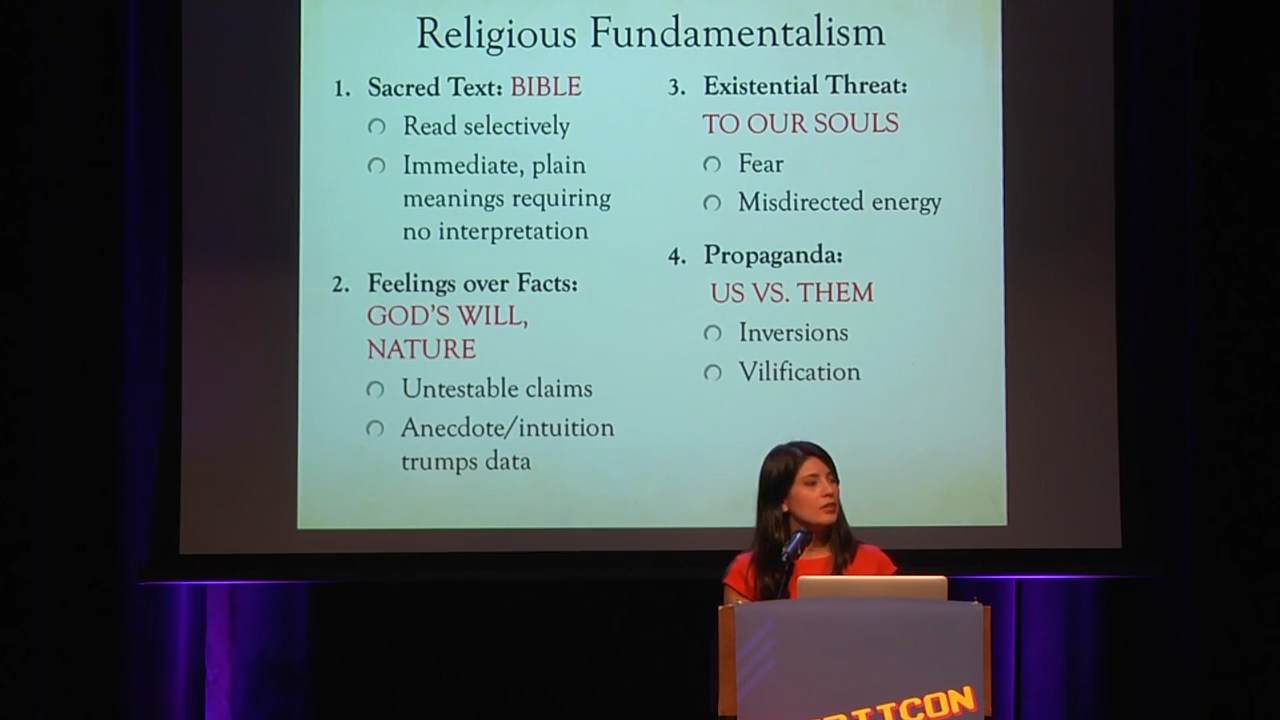 Religious Fundamentalism
1. Sacred Text: BIBLE
Read selectively
Immediate, plain
meanings requiring
no interpretation
2. Feelings over Facts:
GOD'S WILL,
NATURE
Untestable claims
Anecdote/intuition
trumps data
3. Existential Threat:
TO OUR SOULS
Fear
Misdirected energy
4. Propaganda:
US VS. THEM
Inversions
Vilification